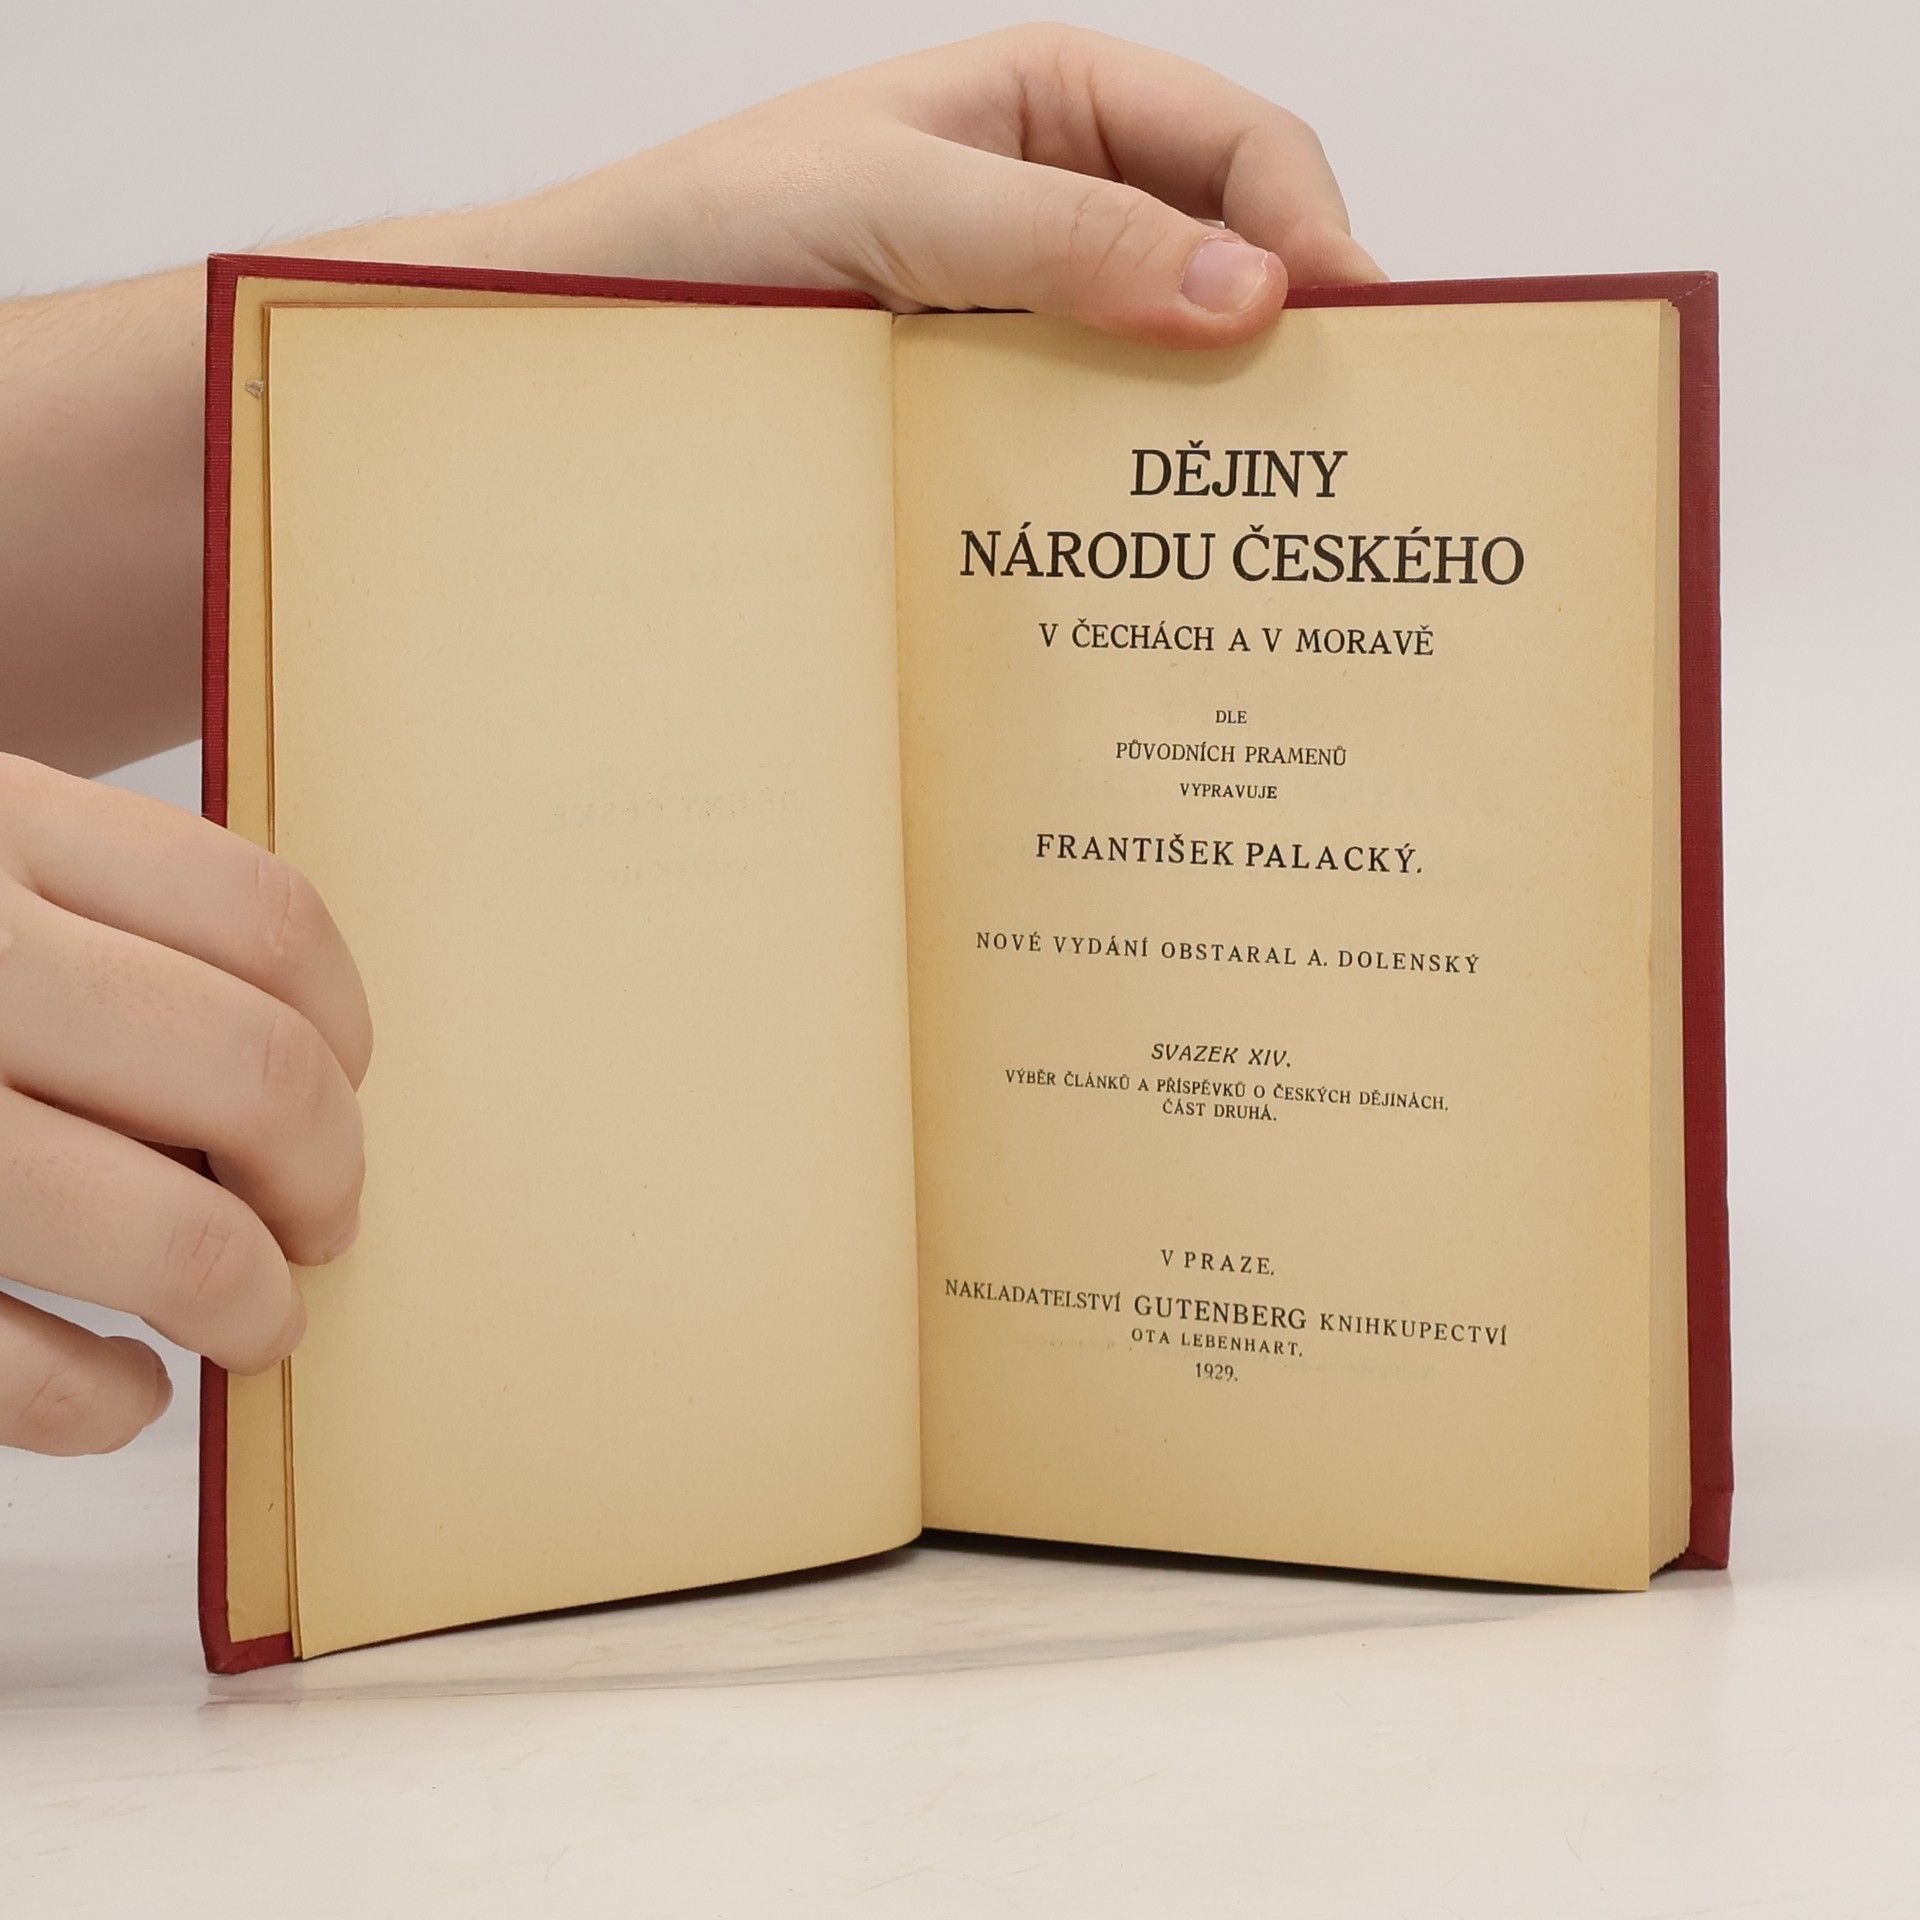 DĚJINY
NÁRODU ČESKÉHO
V ČECHÁCH A V MORAVĚ
DLE
PŮVODNÍCH PRAMENŮ
VYPRAVUJE
FRANTIŠEK PALACKÝ.
NOVÉ VYDÁNÍ OBSTARAL A. DOLENSKÝ
SVAZEK XIV.
VÝBĚR ČLÁNKŮ A PŘÍSPĚVKŮ O ČESKÝCH DĚJINÁCH.
ČÁST DRUHÁ.
V PRAZE.
NAKLADATELSTVÍ GUTENBERG KNIHKUPECTVÍ
OTA LEBENHART.
1929.